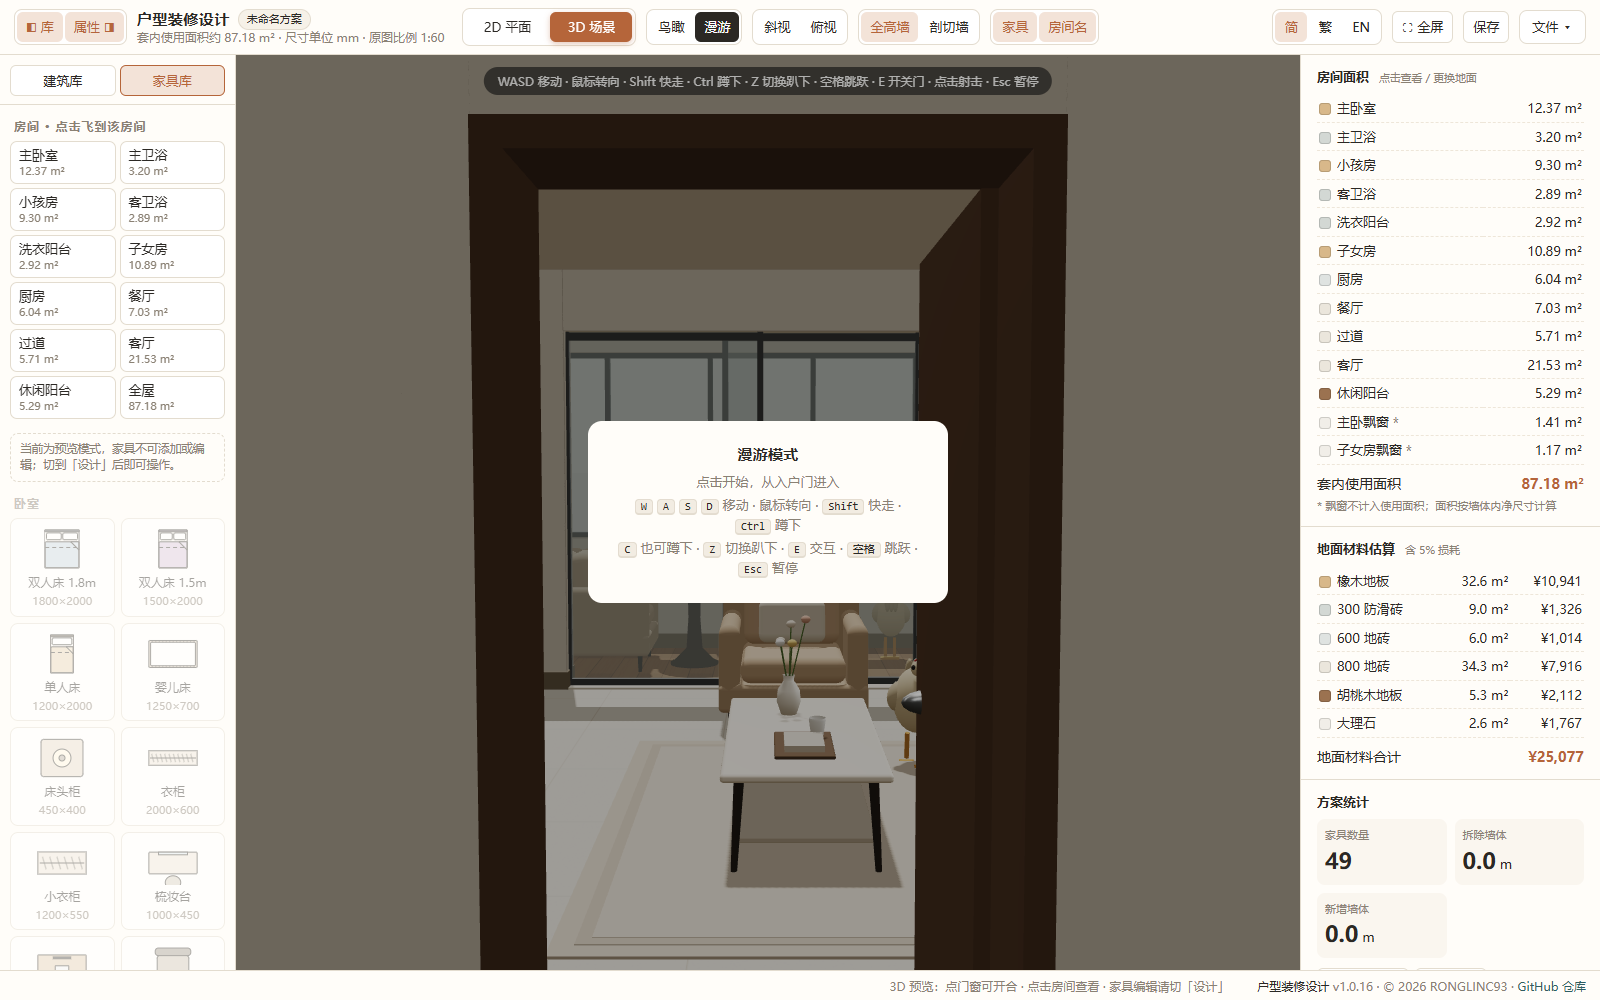 库
属性
户型装修设计
未命名方案
套内使用面积约 87.18 m² · 尺寸单位 mm · 原图比例 1:60
2D 平面
3D 场景
鸟瞰
漫游
斜视
俯视
全高墙
剖切墙
家具
房间名
简
繁
EN
全屏
保存
文件
建筑库
家具库
房间 · 点击飞到该房间
主卧室
12.37 m²
主卫浴
3.20 m²
小孩房
9.30 m²
客卫浴
2.89 m²
洗衣阳台
2.92 m²
子女房
10.89 m²
厨房
6.04 m²
餐厅
7.03 m²
过道
5.71 m²
客厅
21.53 m²
休闲阳台
5.29 m²
全屋
87.18 m²
当前为预览模式，家具不可添加或编辑；切到「设计」后即可操作。
卧室
双人床 1.8m
1800×2000
双人床 1.5m
1500×2000
单人床
1200×2000
婴儿床
1250×700
床头柜
450×400
衣柜
2000×600
小衣柜
1200×550
梳妆台
1000×450
WASD 移动 · 鼠标转向 · Shift 快走 · Ctrl 蹲下 · Z 切换趴下 · 空格跳跃 · E 开关门 · 点击射击 · Esc 暂停
漫游模式
点击开始，从入户门进入
W A S D 移动 · 鼠标转向 · Shift 快走 ·
Ctrl 蹲下
C 也可蹲下 · Z 切换趴下 · E 交互 · 空格 跳跃 ·
Esc 暂停
房间面积 点击查看 / 更换地面
主卧室 12.37 m²
主卫浴 3.20 m²
小孩房 9.30 m²
客卫浴 2.89 m²
洗衣阳台 2.92 m²
子女房 10.89 m²
厨房 6.04 m²
餐厅 7.03 m²
过道 5.71 m²
客厅 21.53 m²
休闲阳台 5.29 m²
主卧飘窗 * 1.41 m²
子女房飘窗 * 1.17 m²
套内使用面积 87.18 m²
* 飘窗不计入使用面积；面积按墙体内净尺寸计算
地面材料估算 含 5% 损耗
橡木地板 32.6 m² ¥10,941
300 防滑砖 9.0 m² ¥1,326
600 地砖 6.0 m² ¥1,014
800 地砖 34.3 m² ¥7,916
胡桃木地板 5.3 m² ¥2,112
大理石 2.6 m² ¥1,767
地面材料合计 ¥25,077
方案统计
家具数量
49
拆除墙体
0.0 m
新增墙体
0.0 m
3D 预览：点门窗可开合 · 点击房间查看 · 家具编辑请切「设计」
户型装修设计 v1.0.16 · © 2026 RONGLINC93 · GitHub 仓库